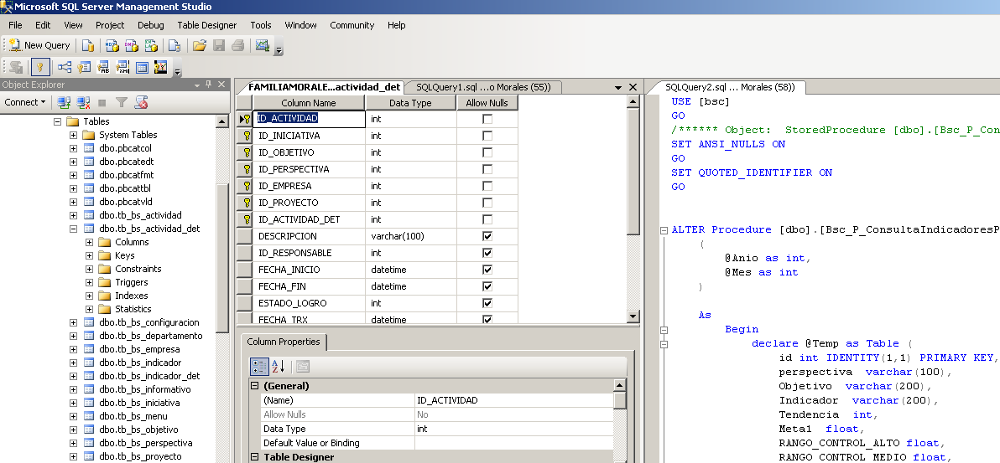 Microsoft SQL Server Management Studio
File Edit View Project Debug Table Designer Tools Window Community Help
New Query
Object Explorer
Connect
Tables
System Tables
dbo.pbcatcol
dbo.pbcatedt
dbo.pbcatfmt
dbo.pbcattbl
dbo.pbcatvld
dbo.tb_bs_actividad
dbo.tb_bs_actividad_det
Columns
Keys
Constraints
Triggers
Indexes
Statistics
dbo.tb_bs_configuracion
dbo.tb_bs_departamento
dbo.tb_bs_empresa
dbo.tb_bs_indicador
dbo.tb_bs_indicador_det
dbo.tb_bs_informativo
dbo.tb_bs_iniciativa
dbo.tb_bs_menu
dbo.tb_bs_objetivo
dbo.tb_bs_perspectiva
dbo.tb_bs_proyecto
FAMILIAMORALE...actividad_det SQLQuery1.sql ...o Morales (55))
Column Name Data Type Allow Nulls
ID_ACTIVIDAD int
ID_INICIATIVA int
ID_OBJETIVO int
ID_PERSPECTIVA int
ID_EMPRESA int
ID_PROYECTO int
ID_ACTIVIDAD_DET int
DESCRIPCION varchar(100)
ID_RESPONSABLE int
FECHA_INICIO datetime
FECHA_FIN datetime
ESTADO_LOGRO int
FECHA_TRX datetime
Column Properties
(General)
(Name) ID_ACTIVIDAD
Allow Nulls No
Data Type int
Default Value or Binding
Table Designer
SQLQuery2.sql ... Morales (58))
USE [bsc]
GO
/****** Object:  StoredProcedure [dbo].[Bsc_P_Con
SET ANSI_NULLS ON
GO
SET QUOTED_IDENTIFIER ON
GO
ALTER Procedure [dbo].[Bsc_P_ConsultaIndicadoresP
(
@Anio as int,
@Mes as int
)
As
Begin
declare @Temp as Table (
id int IDENTITY(1,1) PRIMARY KEY,
perspectiva  varchar(100),
Objetivo  varchar(200),
Indicador  varchar(200),
Tendencia  int,
Meta1  float,
RANGO_CONTROL_ALTO float,
RANGO_CONTROL_MEDIO float,